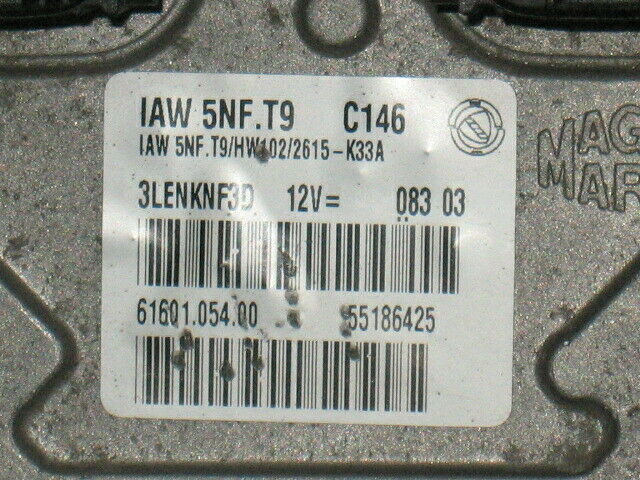 IAW 5NF.T9 C146
IAW 5NF.T9/HW102/2615-K33A
3LENKNF3D 12V= 083 03
61601.054.00 55186425
MAG
MAR